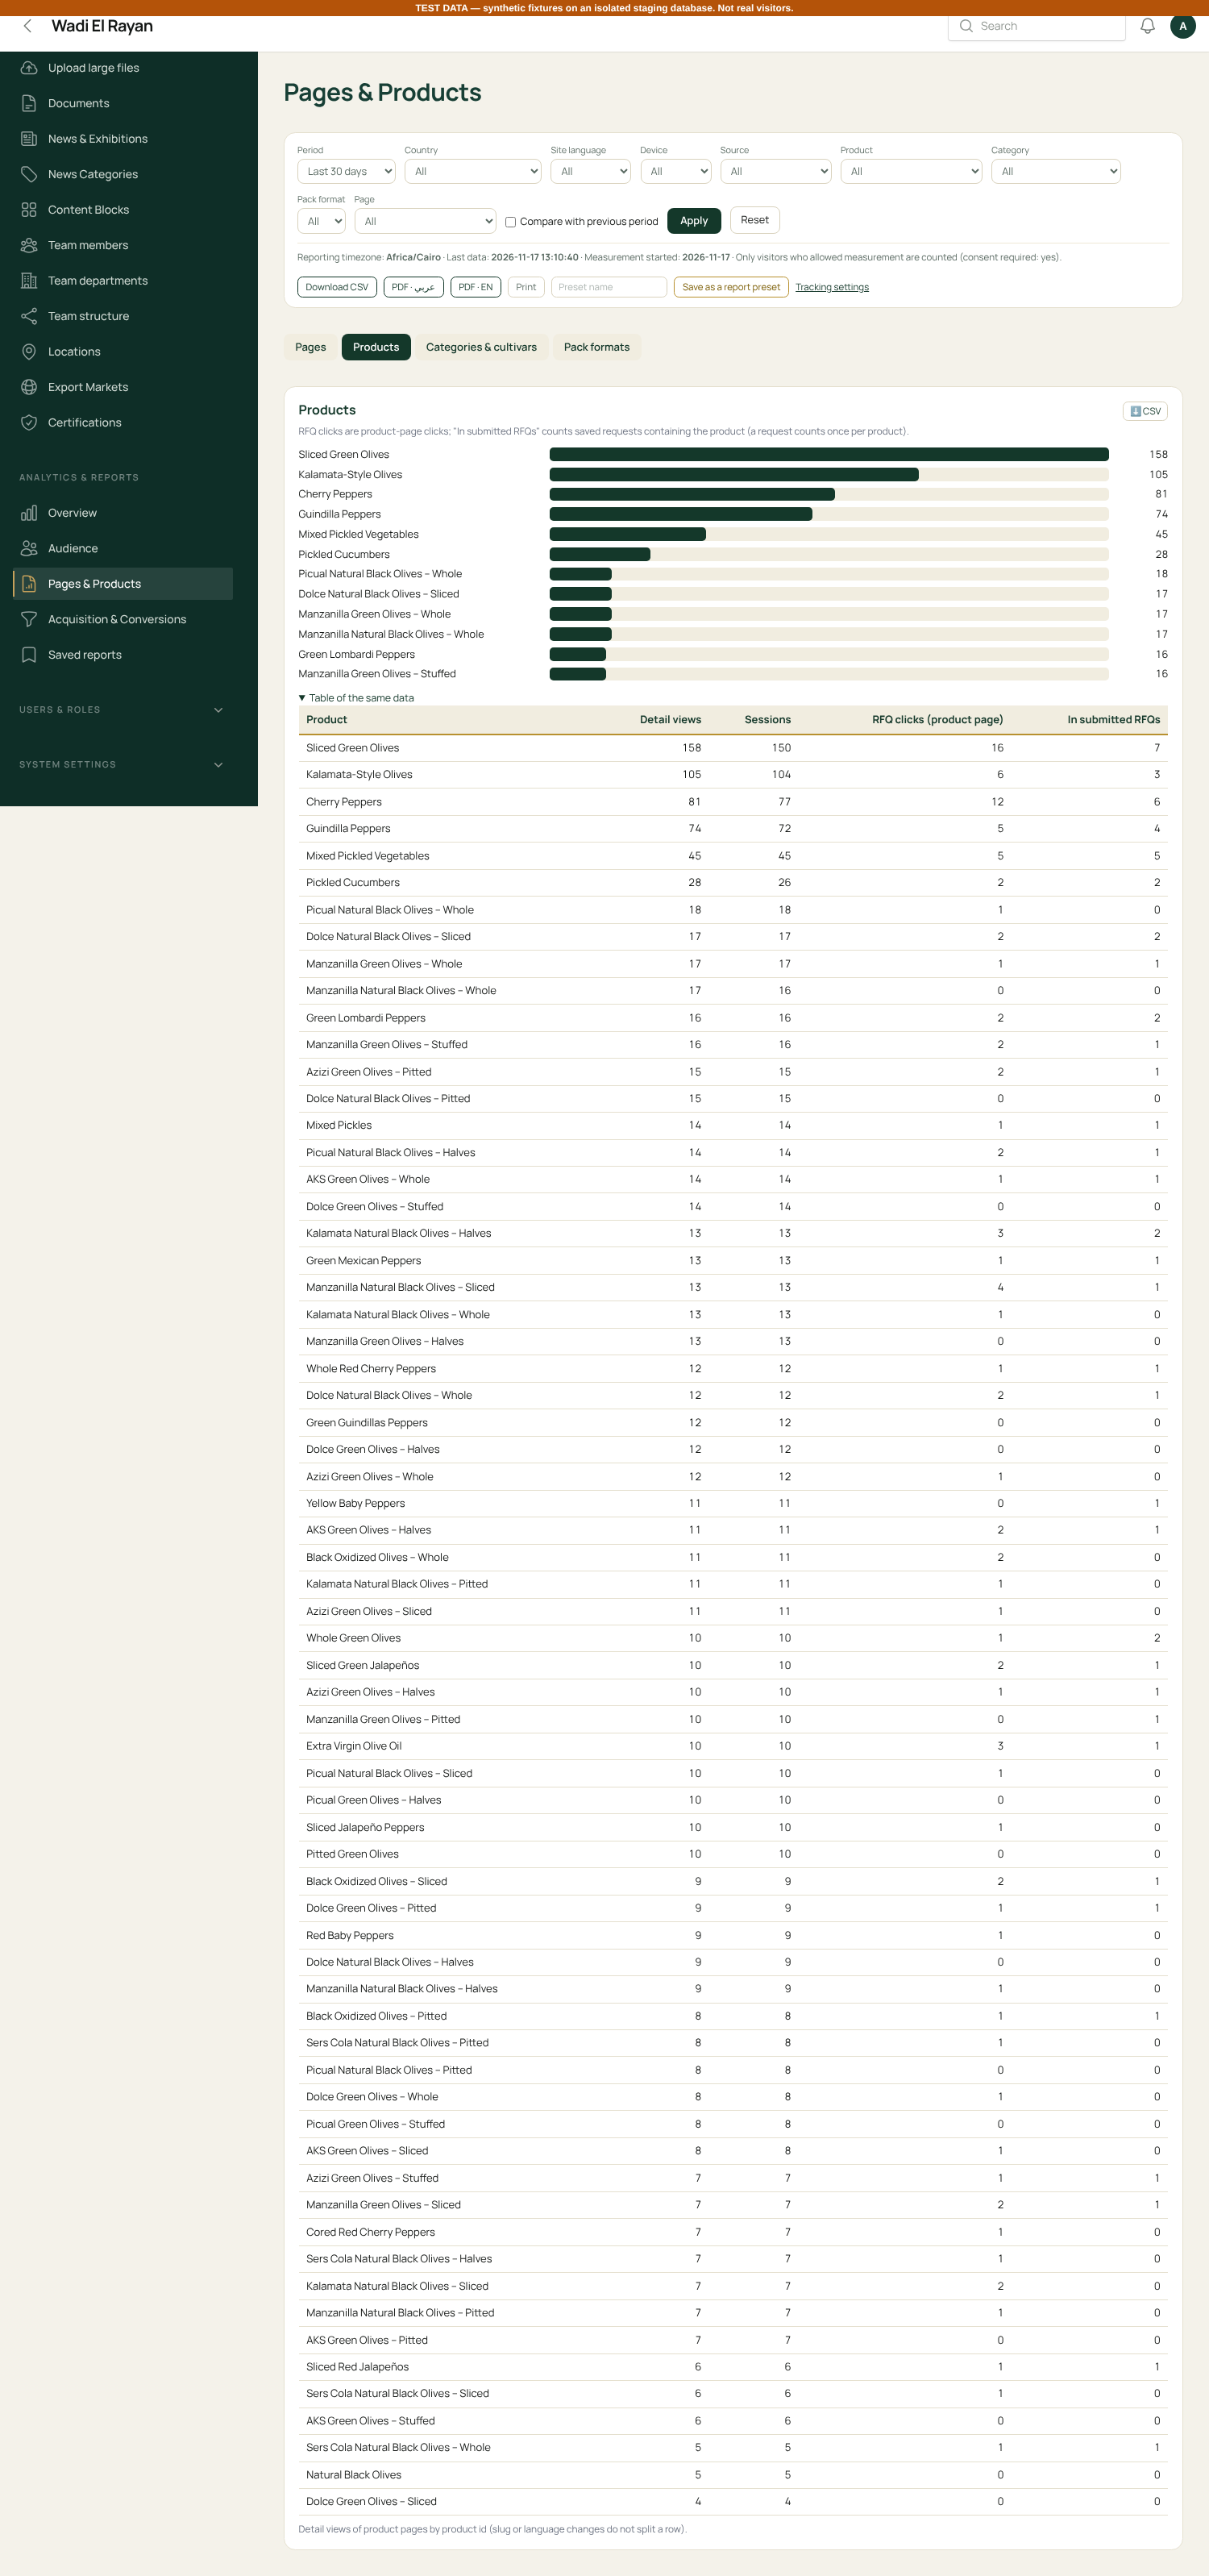 TEST DATA — synthetic fixtures on an isolated staging database. Not real visitors.
Wadi El Rayan
Search
A
Upload large files
Documents
News & Exhibitions
News Categories
Content Blocks
Team members
Team departments
Team structure
Locations
Export Markets
Certifications
ANALYTICS & REPORTS
Overview
Audience
Pages & Products
Acquisition & Conversions
Saved reports
USERS & ROLES
SYSTEM SETTINGS
Pages & Products
Period Country Site language Device Source Product Category
Last 30 days All All All All All All
Pack format Page
All All Compare with previous period Apply Reset
Reporting timezone: Africa/Cairo · Last data: 2026-11-17 13:10:40 · Measurement started: 2026-11-17 · Only visitors who allowed measurement are counted (consent required: yes).
Download CSV PDF · عربي PDF · EN Print Preset name Save as a report preset Tracking settings
Pages Products Categories & cultivars Pack formats
Products
⬇️CSV
RFQ clicks are product-page clicks; "In submitted RFQs" counts saved requests containing the product (a request counts once per product).
Sliced Green Olives 158
Kalamata-Style Olives 105
Cherry Peppers 81
Guindilla Peppers 74
Mixed Pickled Vegetables 45
Pickled Cucumbers 28
Picual Natural Black Olives – Whole 18
Dolce Natural Black Olives – Sliced 17
Manzanilla Green Olives – Whole 17
Manzanilla Natural Black Olives – Whole 17
Green Lombardi Peppers 16
Manzanilla Green Olives – Stuffed 16
▼ Table of the same data
Product Detail views Sessions RFQ clicks (product page) In submitted RFQs
Sliced Green Olives 158 150 16 7
Kalamata-Style Olives 105 104 6 3
Cherry Peppers 81 77 12 6
Guindilla Peppers 74 72 5 4
Mixed Pickled Vegetables 45 45 5 5
Pickled Cucumbers 28 26 2 2
Picual Natural Black Olives – Whole 18 18 1 0
Dolce Natural Black Olives – Sliced 17 17 2 2
Manzanilla Green Olives – Whole 17 17 1 1
Manzanilla Natural Black Olives – Whole 17 16 0 0
Green Lombardi Peppers 16 16 2 2
Manzanilla Green Olives – Stuffed 16 16 2 1
Azizi Green Olives – Pitted 15 15 2 1
Dolce Natural Black Olives – Pitted 15 15 0 0
Mixed Pickles 14 14 1 1
Picual Natural Black Olives – Halves 14 14 2 1
AKS Green Olives – Whole 14 14 1 1
Dolce Green Olives – Stuffed 14 14 0 0
Kalamata Natural Black Olives – Halves 13 13 3 2
Green Mexican Peppers 13 13 1 1
Manzanilla Natural Black Olives – Sliced 13 13 4 1
Kalamata Natural Black Olives – Whole 13 13 1 0
Manzanilla Green Olives – Halves 13 13 0 0
Whole Red Cherry Peppers 12 12 1 1
Dolce Natural Black Olives – Whole 12 12 2 1
Green Guindillas Peppers 12 12 0 0
Dolce Green Olives – Halves 12 12 0 0
Azizi Green Olives – Whole 12 12 1 0
Yellow Baby Peppers 11 11 0 1
AKS Green Olives – Halves 11 11 2 1
Black Oxidized Olives – Whole 11 11 2 0
Kalamata Natural Black Olives – Pitted 11 11 1 0
Azizi Green Olives – Sliced 11 11 1 0
Whole Green Olives 10 10 1 2
Sliced Green Jalapeños 10 10 2 1
Azizi Green Olives – Halves 10 10 1 1
Manzanilla Green Olives – Pitted 10 10 0 1
Extra Virgin Olive Oil 10 10 3 1
Picual Natural Black Olives – Sliced 10 10 1 0
Picual Green Olives – Halves 10 10 0 0
Sliced Jalapeño Peppers 10 10 1 0
Pitted Green Olives 10 10 0 0
Black Oxidized Olives – Sliced 9 9 2 1
Dolce Green Olives – Pitted 9 9 1 1
Red Baby Peppers 9 9 1 0
Dolce Natural Black Olives – Halves 9 9 0 0
Manzanilla Natural Black Olives – Halves 9 9 1 0
Black Oxidized Olives – Pitted 8 8 1 1
Sers Cola Natural Black Olives – Pitted 8 8 1 0
Picual Natural Black Olives – Pitted 8 8 0 0
Dolce Green Olives – Whole 8 8 1 0
Picual Green Olives – Stuffed 8 8 0 0
AKS Green Olives – Sliced 8 8 1 0
Azizi Green Olives – Stuffed 7 7 1 1
Manzanilla Green Olives – Sliced 7 7 2 1
Cored Red Cherry Peppers 7 7 1 0
Sers Cola Natural Black Olives – Halves 7 7 1 0
Kalamata Natural Black Olives – Sliced 7 7 2 0
Manzanilla Natural Black Olives – Pitted 7 7 1 0
AKS Green Olives – Pitted 7 7 0 0
Sliced Red Jalapeños 6 6 1 1
Sers Cola Natural Black Olives – Sliced 6 6 1 0
AKS Green Olives – Stuffed 6 6 0 0
Sers Cola Natural Black Olives – Whole 5 5 1 1
Natural Black Olives 5 5 0 0
Dolce Green Olives – Sliced 4 4 0 0
Detail views of product pages by product id (slug or language changes do not split a row).